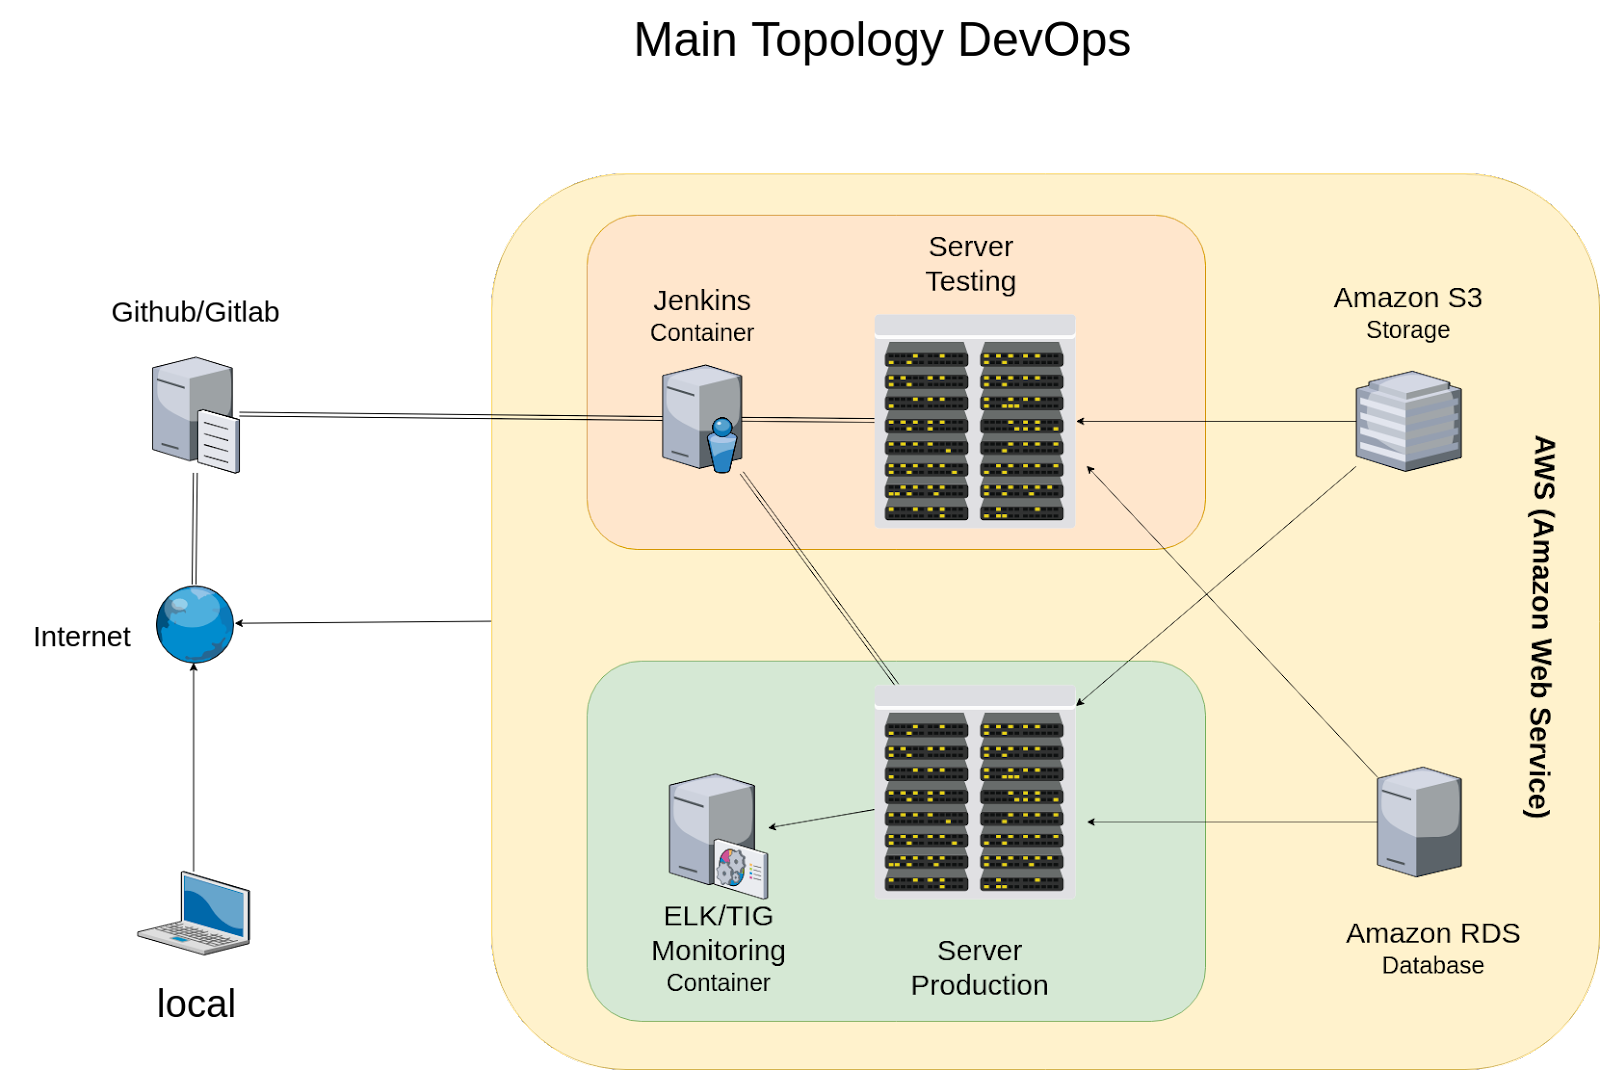 Main Topology DevOps
Server
Testing
Jenkins
Container
Github/Gitlab
Amazon S3
Storage
AWS (Amazon Web Service)
Internet
ELK/TIG
Monitoring
Container
Server
Production
Amazon RDS
Database
local